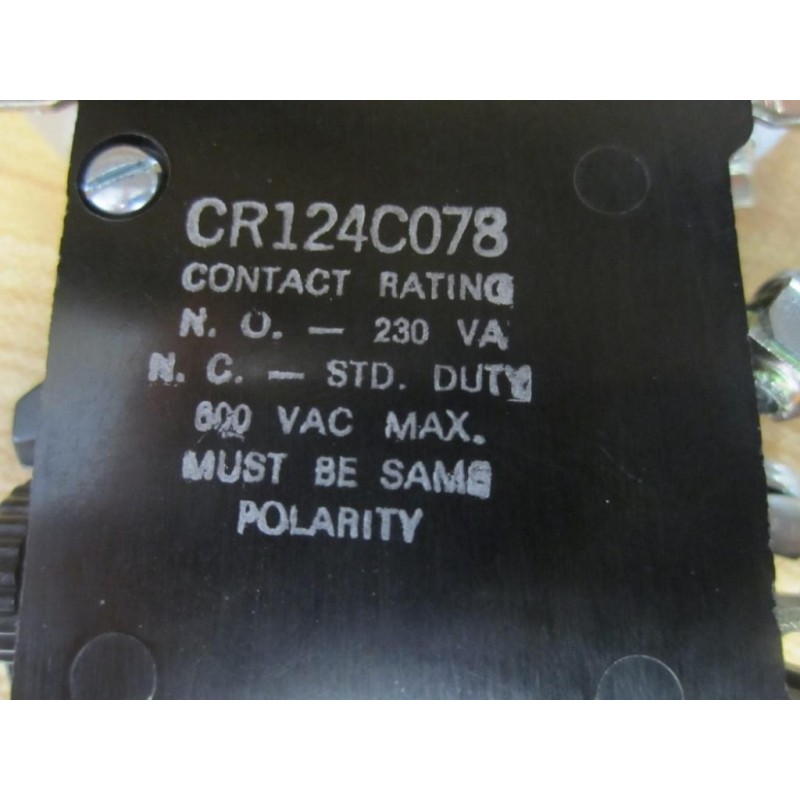 CR124C078
CONTACT RATING
N. O. — 230 VA
N. C. — STD. DUTY
600 VAC MAX.
MUST BE SAME
POLARITY